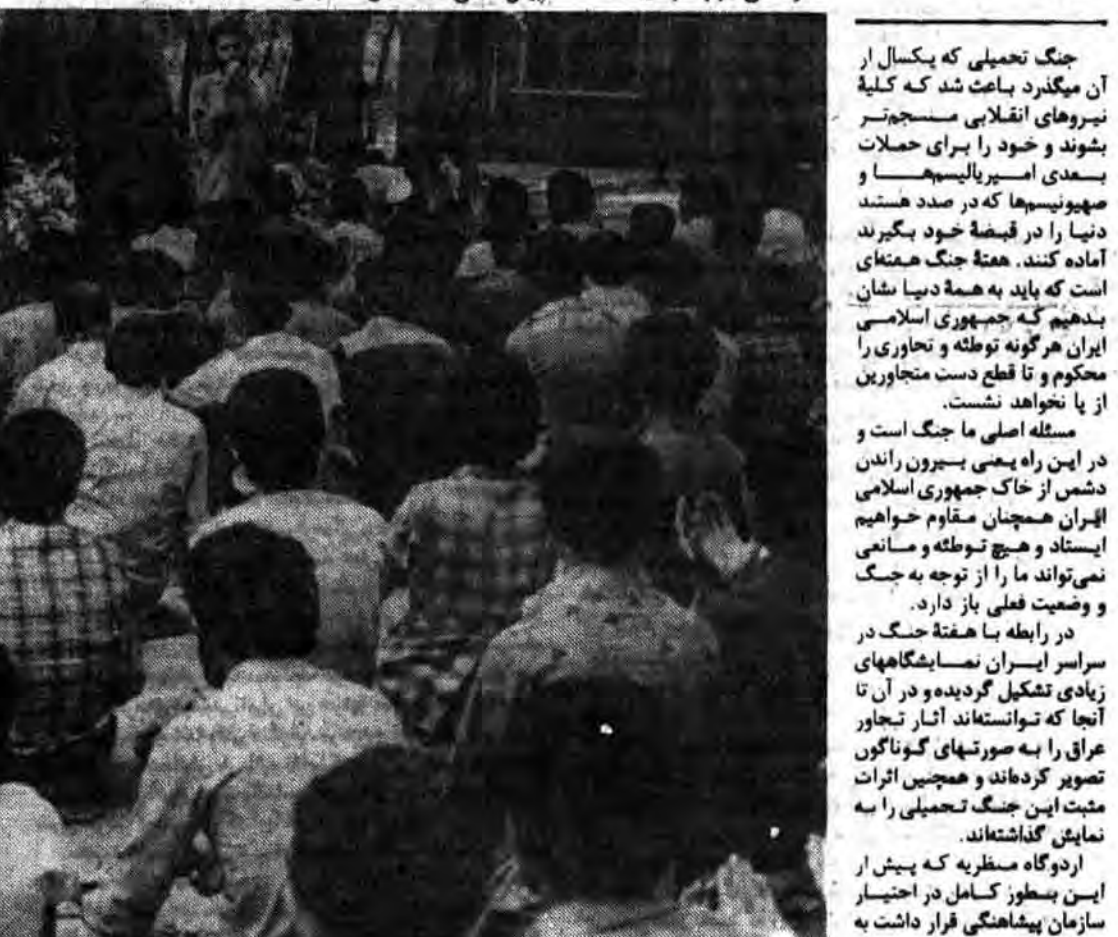 جنگ تحمیلی که یکسال از
آن میگذرد باعث شد که کلیهٔ
نیروهای انقلابی منسجم‌تر
بشوند و خود را برای حملات
بعدی امپریالیسم‌ها و
صهیونیسم‌ها که در صدد هستند
دنیا را در قبضهٔ خود بگیرند
آماده کنند. هفتهٔ جنگ هفته‌ای
است که باید به همهٔ دنیا نشان
بدهیم که جمهوری اسلامی
ایران هرگونه توطئه و تجاوزی را
محکوم و تا قطع دست متجاوزین
از پا نخواهد نشست.
مسئله اصلی ما جنگ است و
در این راه یعنی بیرون راندن
دشمن از خاک جمهوری اسلامی
ایران همچنان مقاوم خواهیم
ایستاد و هیچ توطئه و مانعی
نمی‌تواند ما را از توجه به جنگ
و وضعیت فعلی باز دارد.
در رابطه با هفتهٔ جنگ در
سراسر ایران نمایشگاههای
زیادی تشکیل گردیده و در آن تا
آنجا که توانسته‌اند آثار تجاوز
عراق را به صورتهای گوناگون
تصویر کرده‌اند و همچنین اثرات
مثبت این جنگ تحمیلی را به
نمایش گذاشته‌اند.
اردوگاه منظریه که پیش از
این بطور کامل در اختیار
سازمان پیشاهنگی قرار داشت به